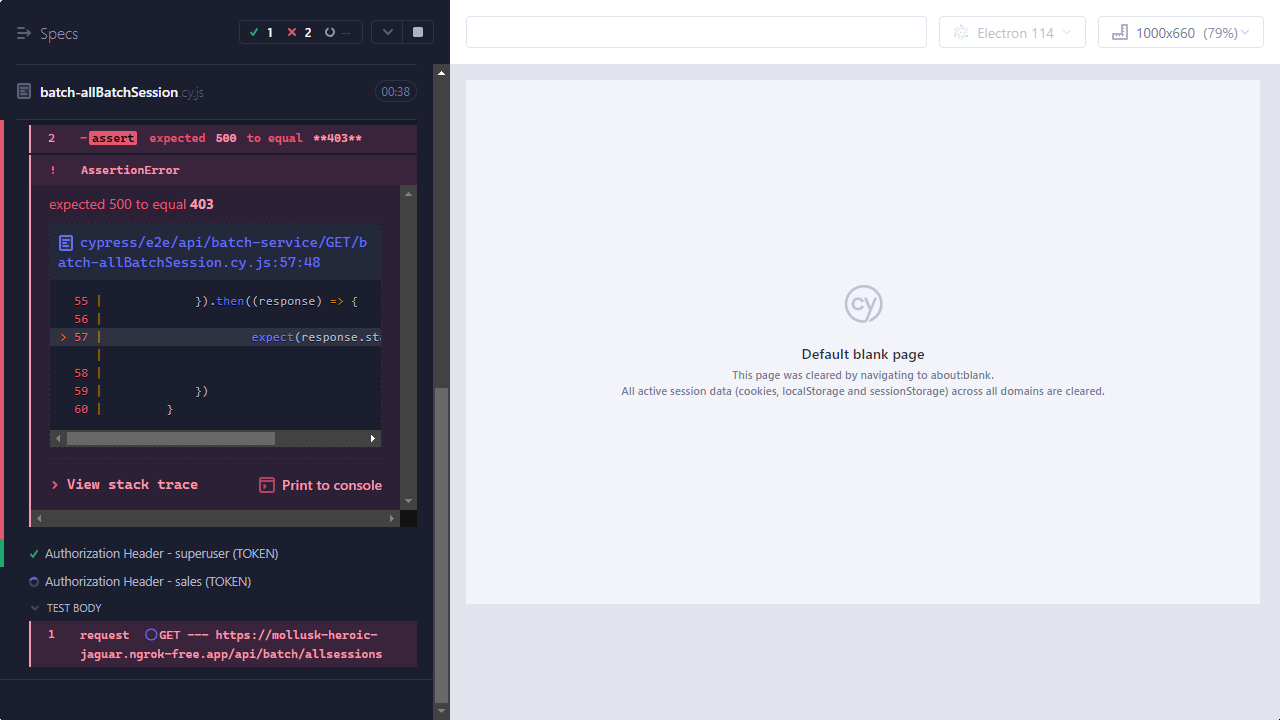 Specs
1 2 --
batch-allBatchSession.cy.js 00:38
2 -assert expected 500 to equal **403**
! AssertionError
expected 500 to equal 403
cypress/e2e/api/batch-service/GET/b
atch-allBatchSession.cy.js:57:48
55 | }).then((response) => {
56 |
> 57 | expect(response.sta
|
58 |
59 | })
60 | }
> View stack trace
Print to console
Authorization Header - superuser (TOKEN)
Authorization Header - sales (TOKEN)
TEST BODY
1 request GET --- https://mollusk-heroic-
jaguar.ngrok-free.app/api/batch/allsessions
Electron 114
1000x660 (79%)
cy
Default blank page
This page was cleared by navigating to about:blank.
All active session data (cookies, localStorage and sessionStorage) across all domains are cleared.